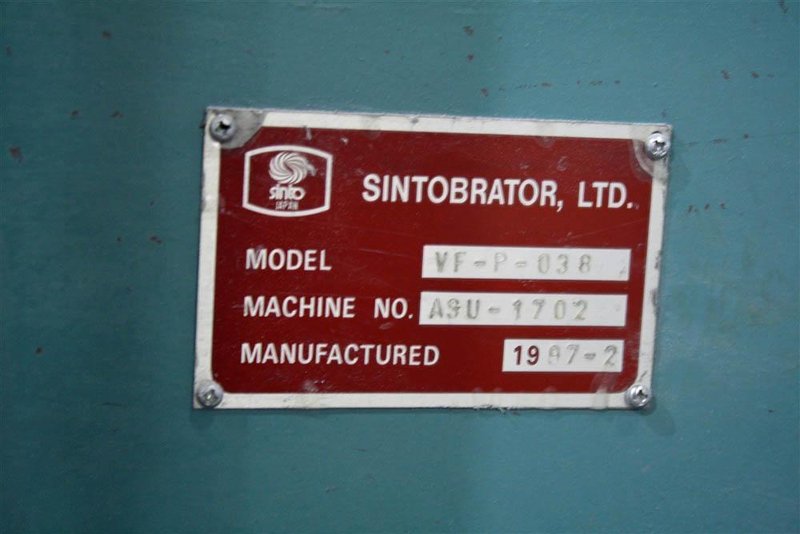 sinto
JAPAN
SINTOBRATOR, LTD.
MODEL VF-P-038
MACHINE NO. ASU-1702
MANUFACTURED 1997-2